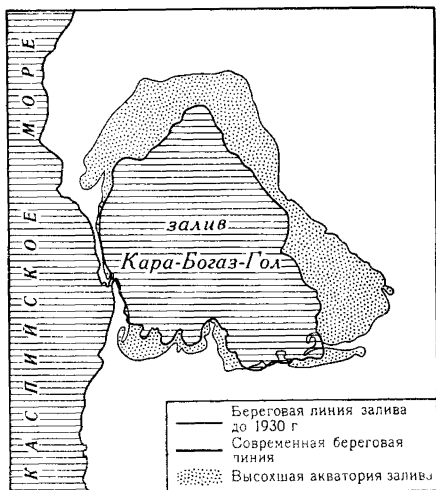 КАСПИЙСКОЕ МОРЕ
залив
Кара-Богаз-Гол
Береговая линия залива
до 1930 г
Современная береговая
линия
Высохшая акватория залива